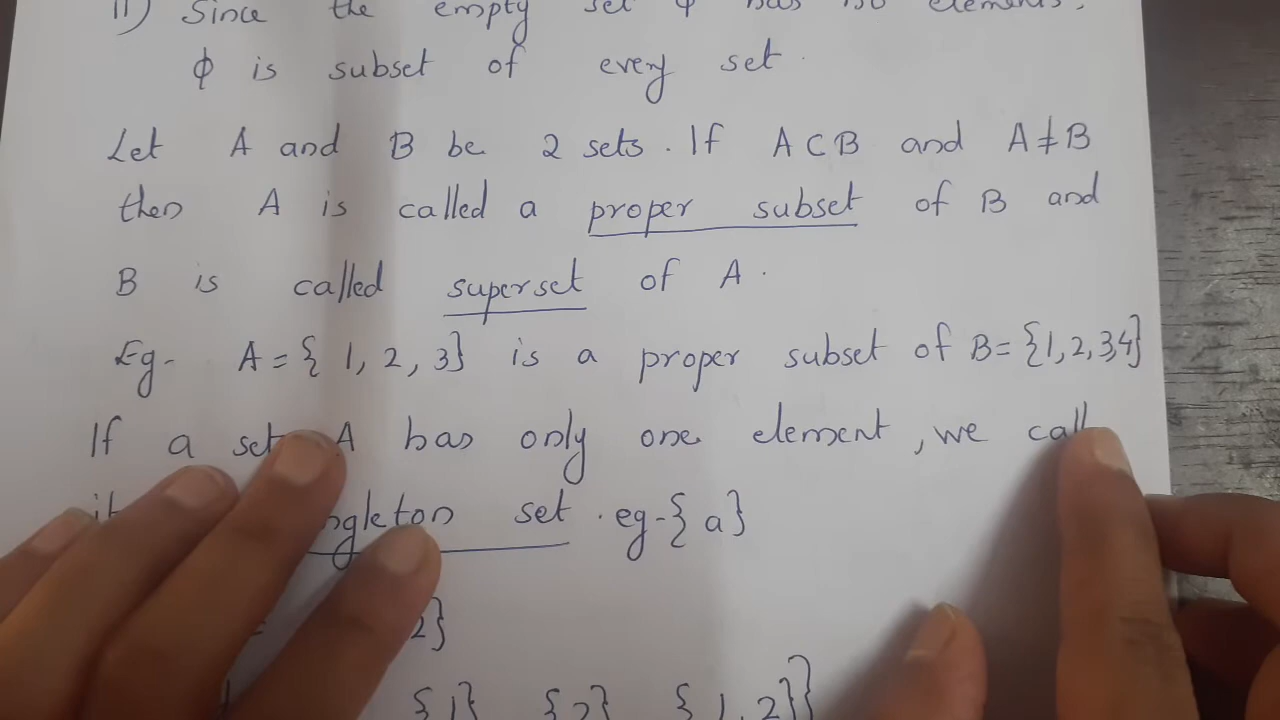 11) Since the empty set ϕ has no elements,
ϕ is subset of every set.
Let A and B be 2 sets. If A⊂B and A≠B
then A is called a proper subset of B and
B is called superset of A.
Eg- A={ 1, 2, 3} is a proper subset of B={1,2,3,4}
If a set A has only one element, we call
set. eg-{a}
2}
{1} {2} {1,2}}